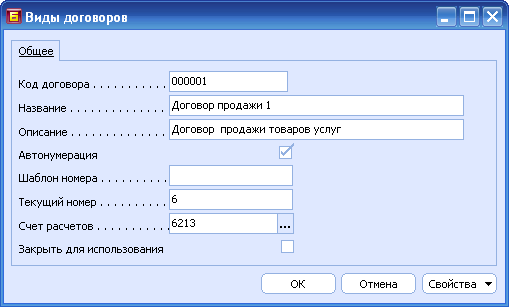 Б Виды договоров
Общее
Код договора . . . . . . . . . . . 000001
Название . . . . . . . . . . . . . . Договор продажи 1
Описание . . . . . . . . . . . . . . Договор продажи товаров услуг
Автонумерация
Шаблон номера . . . . . . . . . .
Текущий номер . . . . . . . . . . 6
Счет расчетов . . . . . . . . . . . 6213 ...
Закрыть для использования
ОК Отмена Свойства